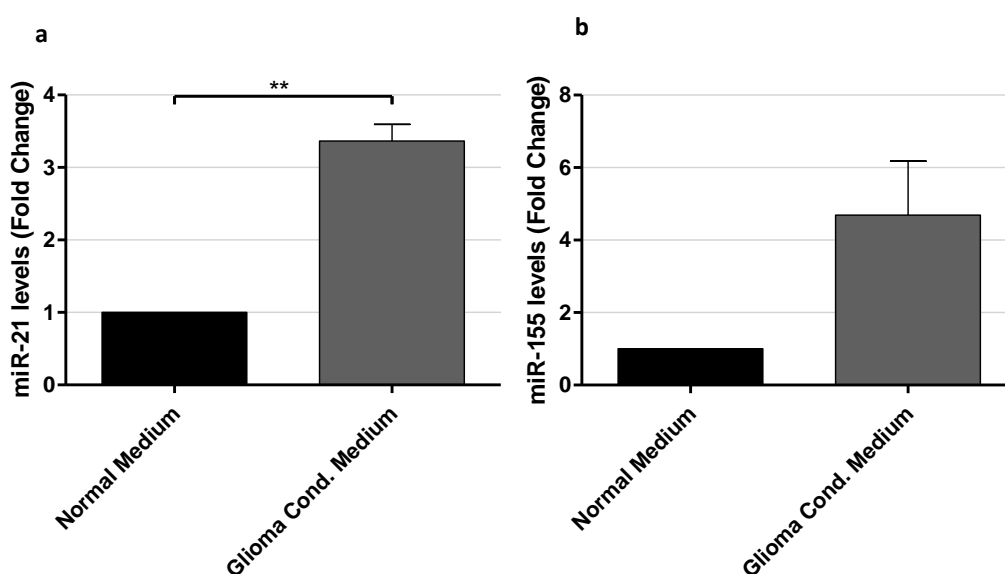 a
miR-21 levels (Fold Change)
4
3
2
1
0
**
Normal Medium
Glioma Cond. Medium
b
miR-155 levels (Fold Change)
8
6
4
2
0
Normal Medium
Glioma Cond. Medium